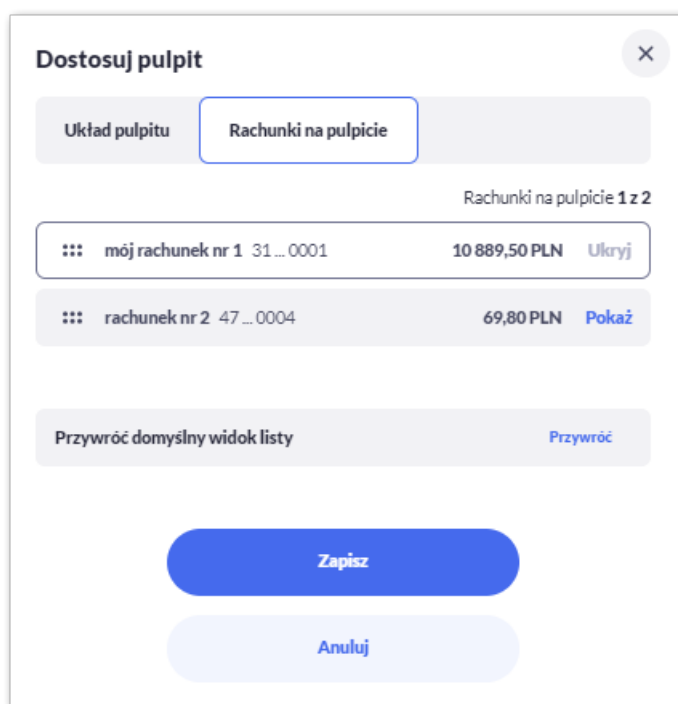 Dostosuj pulpit
Układ pulpitu Rachunki na pulpicie
Rachunki na pulpicie 1 z 2
mój rachunek nr 1 31 ... 0001 10 889,50 PLN Ukryj
rachunek nr 2 47 ... 0004 69,80 PLN Pokaż
Przywróć domyślny widok listy Przywróć
Zapisz
Anuluj